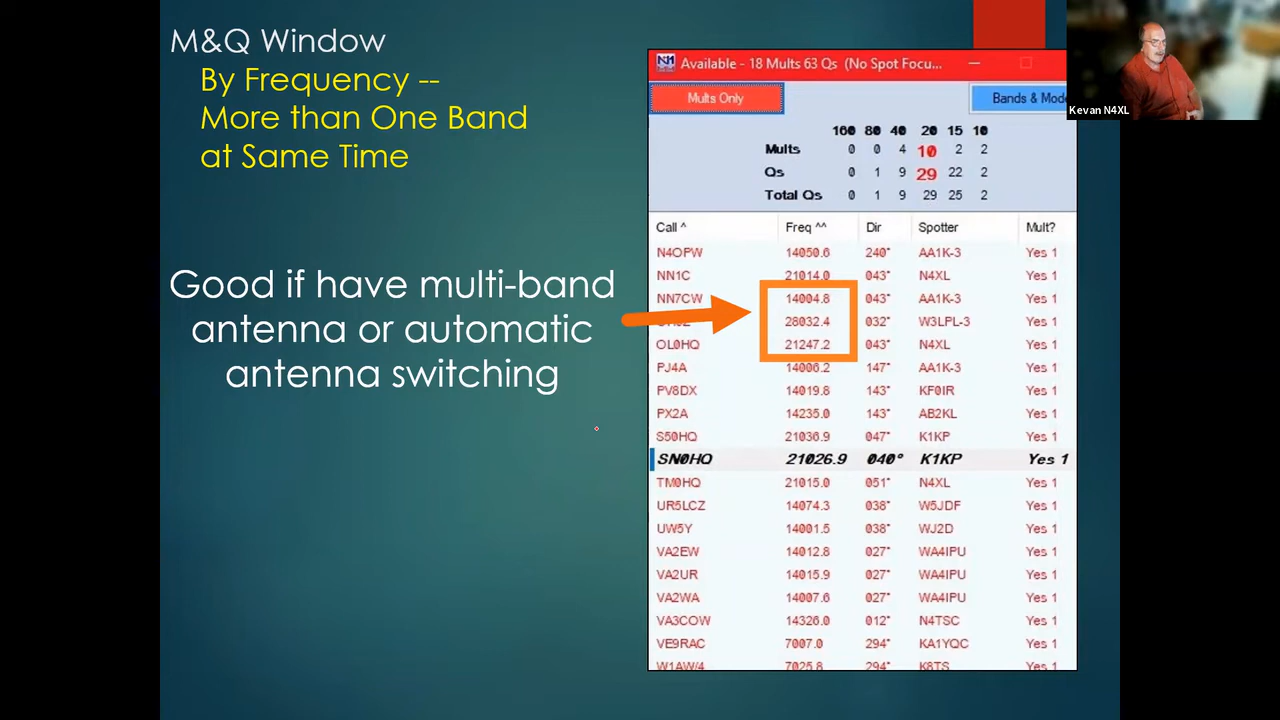 M&Q Window
By Frequency --
More than One Band
at Same Time
Good if have multi-band
antenna or automatic
antenna switching
Available - 18 Mults 63 Qs (No Spot Focu...
Mults Only
Bands & Mod
160 80 40 20 15 10
Mults 0 0 4 10 2 2
Qs 0 1 9 29 22 2
Total Qs 0 1 9 29 25 2
Call ^ Freq ^^ Dir Spotter Mult?
N4OPW 14050.6 240° AA1K-3 Yes 1
NN1C 21014.0 043° N4XL Yes 1
NN7CW 14004.8 043° AA1K-3 Yes 1
28032.4 032° W3LPL-3 Yes 1
OL0HQ 21247.2 043° N4XL Yes 1
PJ4A 14006.2 147° AA1K-3 Yes 1
PV8DX 14019.8 143° KF0IR Yes 1
PX2A 14235.0 143° AB2KL Yes 1
S50HQ 21036.9 047° K1KP Yes 1
SN0HQ 21026.9 040° K1KP Yes 1
TM0HQ 21015.0 051° N4XL Yes 1
UR5LCZ 14074.3 038° W5JDF Yes 1
UW5Y 14001.5 038° WJ2D Yes 1
VA2EW 14012.8 027° WA4IPU Yes 1
VA2UR 14015.9 027° WA4IPU Yes 1
VA2WA 14007.6 027° WA4IPU Yes 1
VA3COW 14326.0 012° N4TSC Yes 1
VE9RAC 7007.0 294° KA1YQC Yes 1
W1AW/4 7025.8 294° K8TS Yes 1
Kevan N4XL